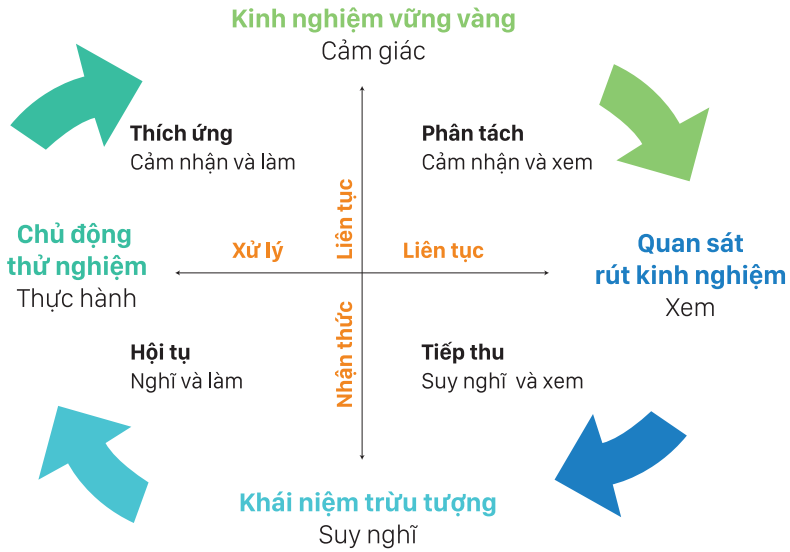 Kinh nghiệm vững vàng
Cảm giác
Thích ứng
Cảm nhận và làm
Phân tách
Cảm nhận và xem
Liên tục
Chủ động
thử nghiệm
Thực hành
Xử lý
Liên tục
Quan sát
rút kinh nghiệm
Xem
Nhận thức
Hội tụ
Nghĩ và làm
Tiếp thu
Suy nghĩ và xem
Khái niệm trừu tượng
Suy nghĩ